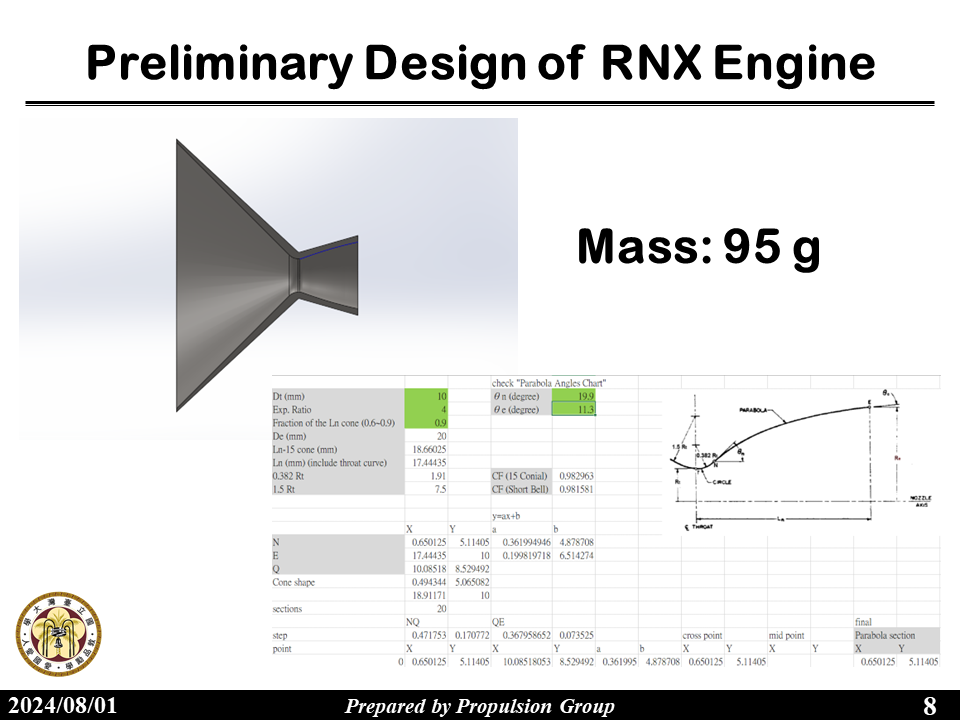 Preliminary Design of RNX Engine
Mass: 95 g
check "Parabola Angles Chart"
Dt (mm) 10 θ n (degree) 19.9
Exp. Ratio 4 θ e (degree) 11.3
Fraction of the Ln cone (0.6~0.9) 0.9
De (mm) 20
Ln-15 cone (mm) 18.66025
Ln (mm) (include throat curve) 17.44435
0.382 Rt 1.91 CF (15 Conial) 0.982963
1.5 Rt 7.5 CF (Short Bell) 0.981581
y=ax+b
X Y a b
N 0.650125 5.11405 0.361994946 4.878708
E 17.44435 10 0.199819718 6.514274
Q 10.08518 8.529492
Cone shape 0.494344 5.065082
18.91171 10
sections 20
NQ QE final
step 0.471753 0.170772 0.367958652 0.073525 cross point mid point Parabola section
point X Y X Y a b X Y X Y X Y
0 0.650125 5.11405 10.08518053 8.529492 0.361995 4.878708 0.650125 5.11405 0.650125 5.11405
PARABOLA
θe
E
1.5 Rt
0.382 Rt
θn
N
T
CIRCLE
Rt
Re
NOZZLE
AXIS
Ln
℄ THROAT
2024/08/01
Prepared by Propulsion Group
8